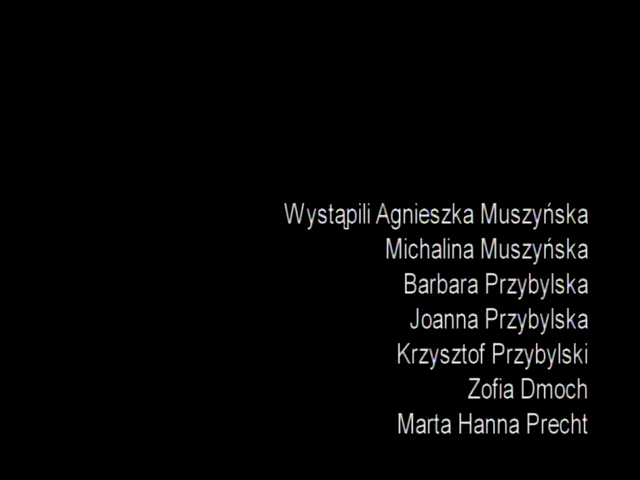 Wystąpili Agnieszka Muszyńska
Michalina Muszyńska
Barbara Przybylska
Joanna Przybylska
Krzysztof Przybylski
Zofia Dmoch
Marta Hanna Precht